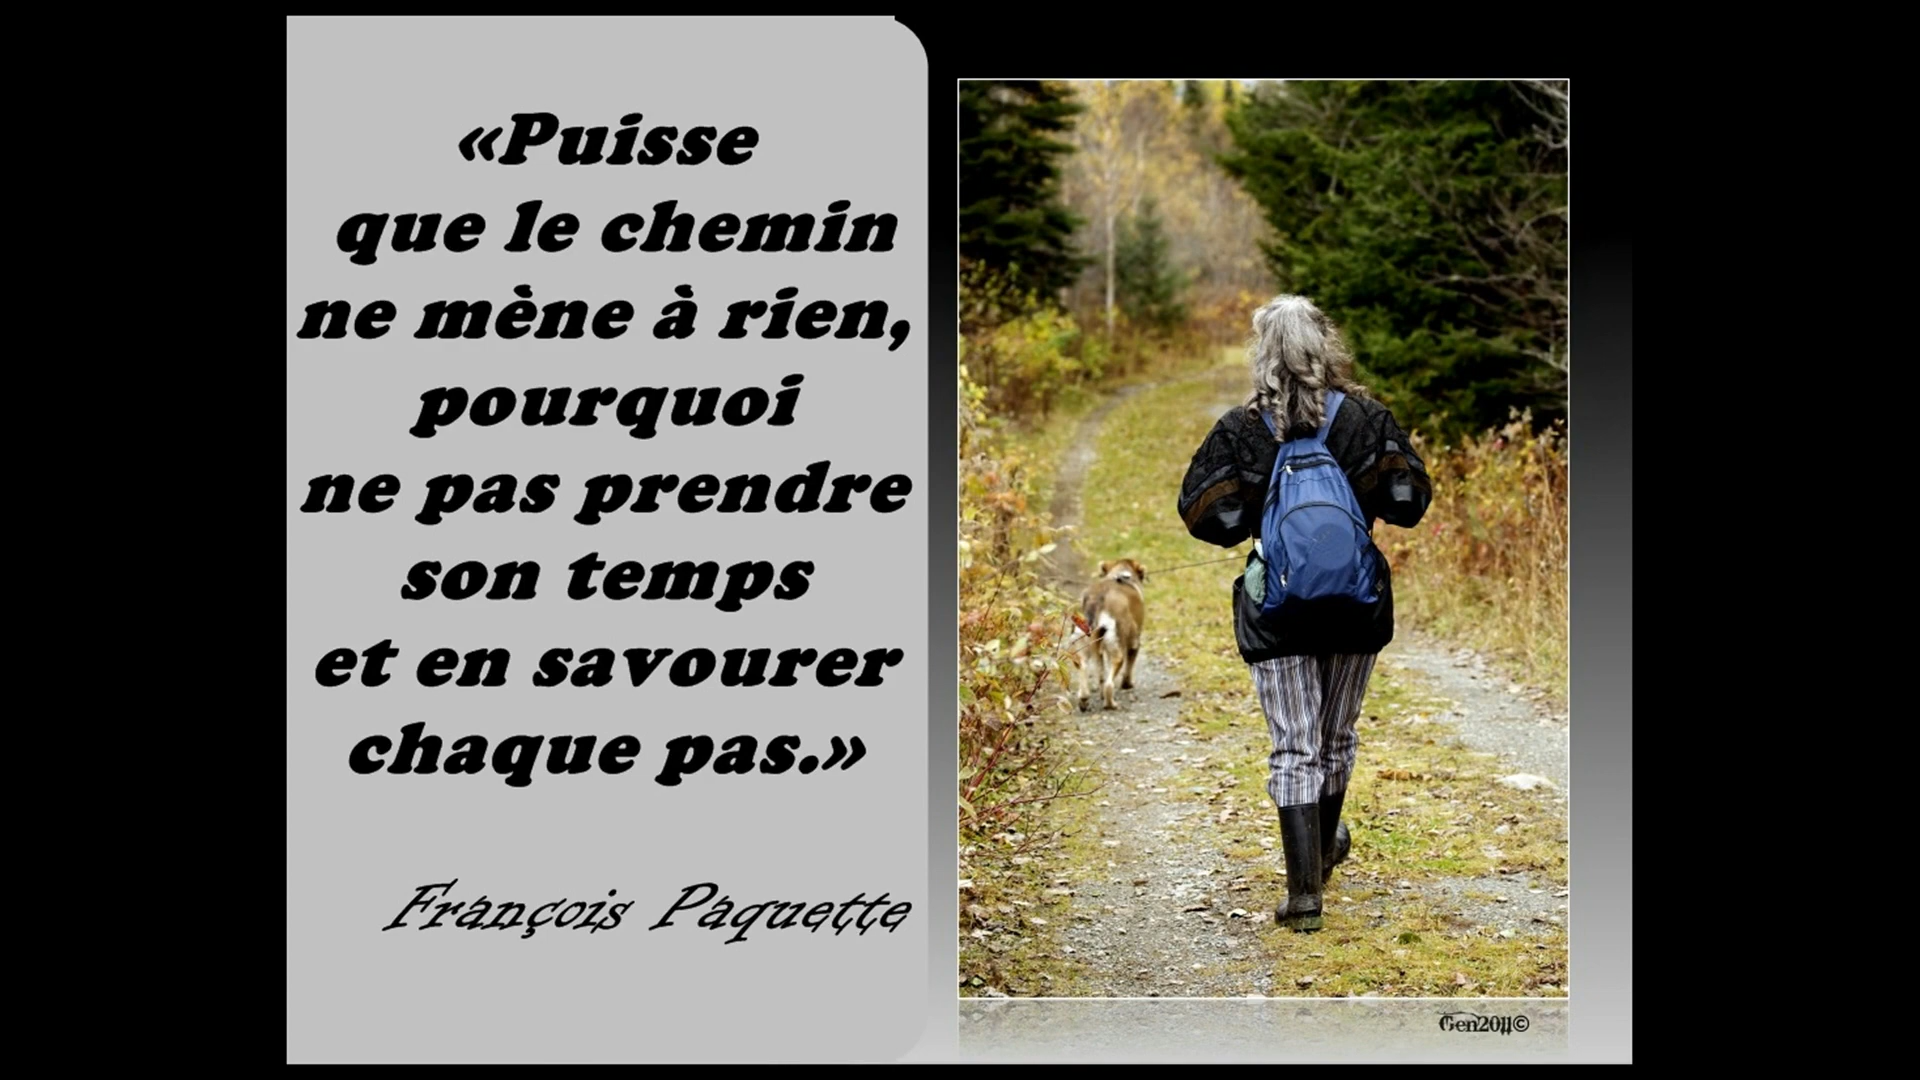 «Puisse
que le chemin
ne mène à rien,
pourquoi
ne pas prendre
son temps
et en savourer
chaque pas.»
François Paquette
Gen2011©